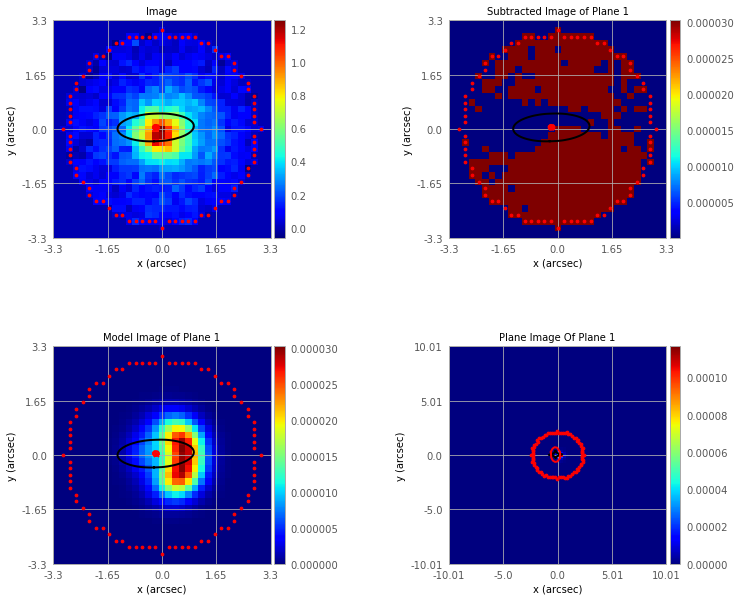 Image
3.3
1.65
0.0
-1.65
-3.3
y (arcsec)
-3.3 -1.65 0.0 1.65 3.3
x (arcsec)
1.2
1.0
0.8
0.6
0.4
0.2
0.0
Subtracted Image of Plane 1
3.3
1.65
0.0
-1.65
-3.3
y (arcsec)
-3.3 -1.65 0.0 1.65 3.3
x (arcsec)
0.000030
0.000025
0.000020
0.000015
0.000010
0.000005
Model Image of Plane 1
3.3
1.65
0.0
-1.65
-3.3
y (arcsec)
-3.3 -1.65 0.0 1.65 3.3
x (arcsec)
0.000030
0.000025
0.000020
0.000015
0.000010
0.000005
0.000000
Plane Image Of Plane 1
10.01
5.01
0.0
-5.0
-10.01
y (arcsec)
-10.01 -5.0 0.0 5.01 10.01
x (arcsec)
0.00010
0.00008
0.00006
0.00004
0.00002
0.00000